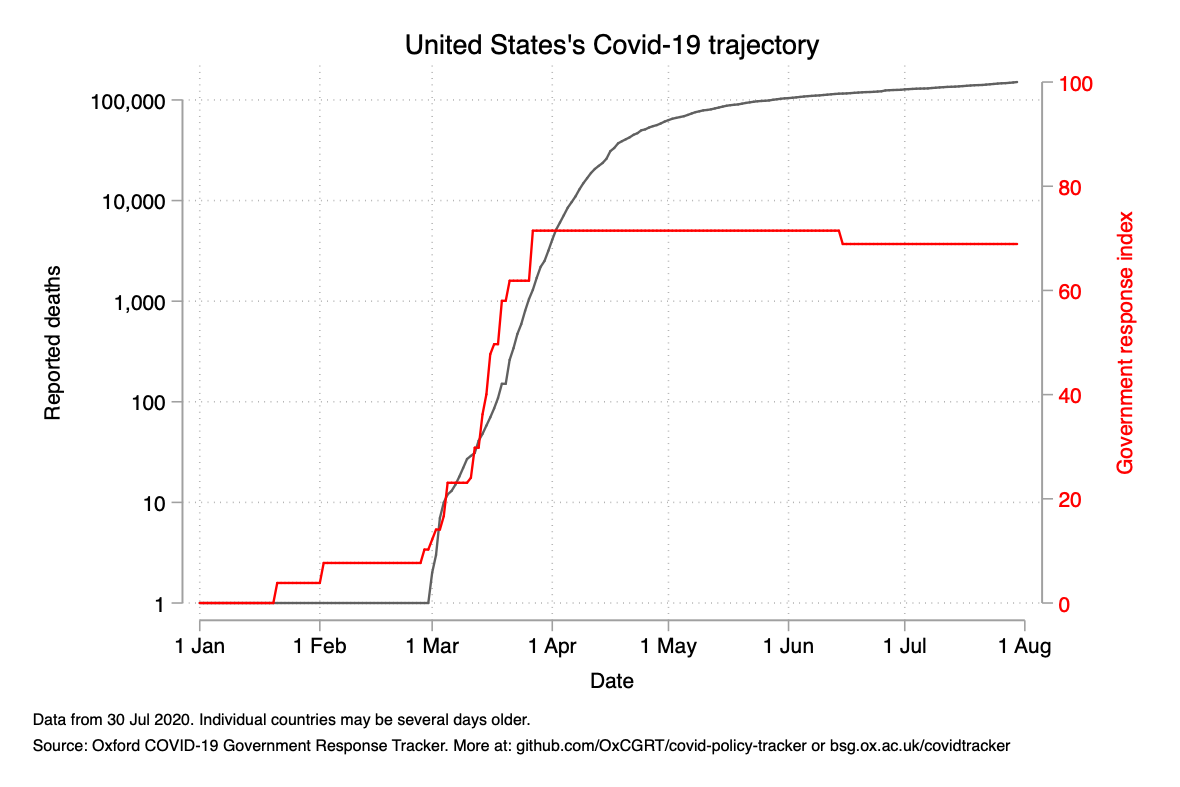 United States's Covid-19 trajectory
100,000
10,000
1,000
100
10
1
Reported deaths
100
80
60
40
20
0
Government response index
1 Jan 1 Feb 1 Mar 1 Apr 1 May 1 Jun 1 Jul 1 Aug
Date
Data from 30 Jul 2020. Individual countries may be several days older.
Source: Oxford COVID-19 Government Response Tracker. More at: github.com/OxCGRT/covid-policy-tracker or bsg.ox.ac.uk/covidtracker